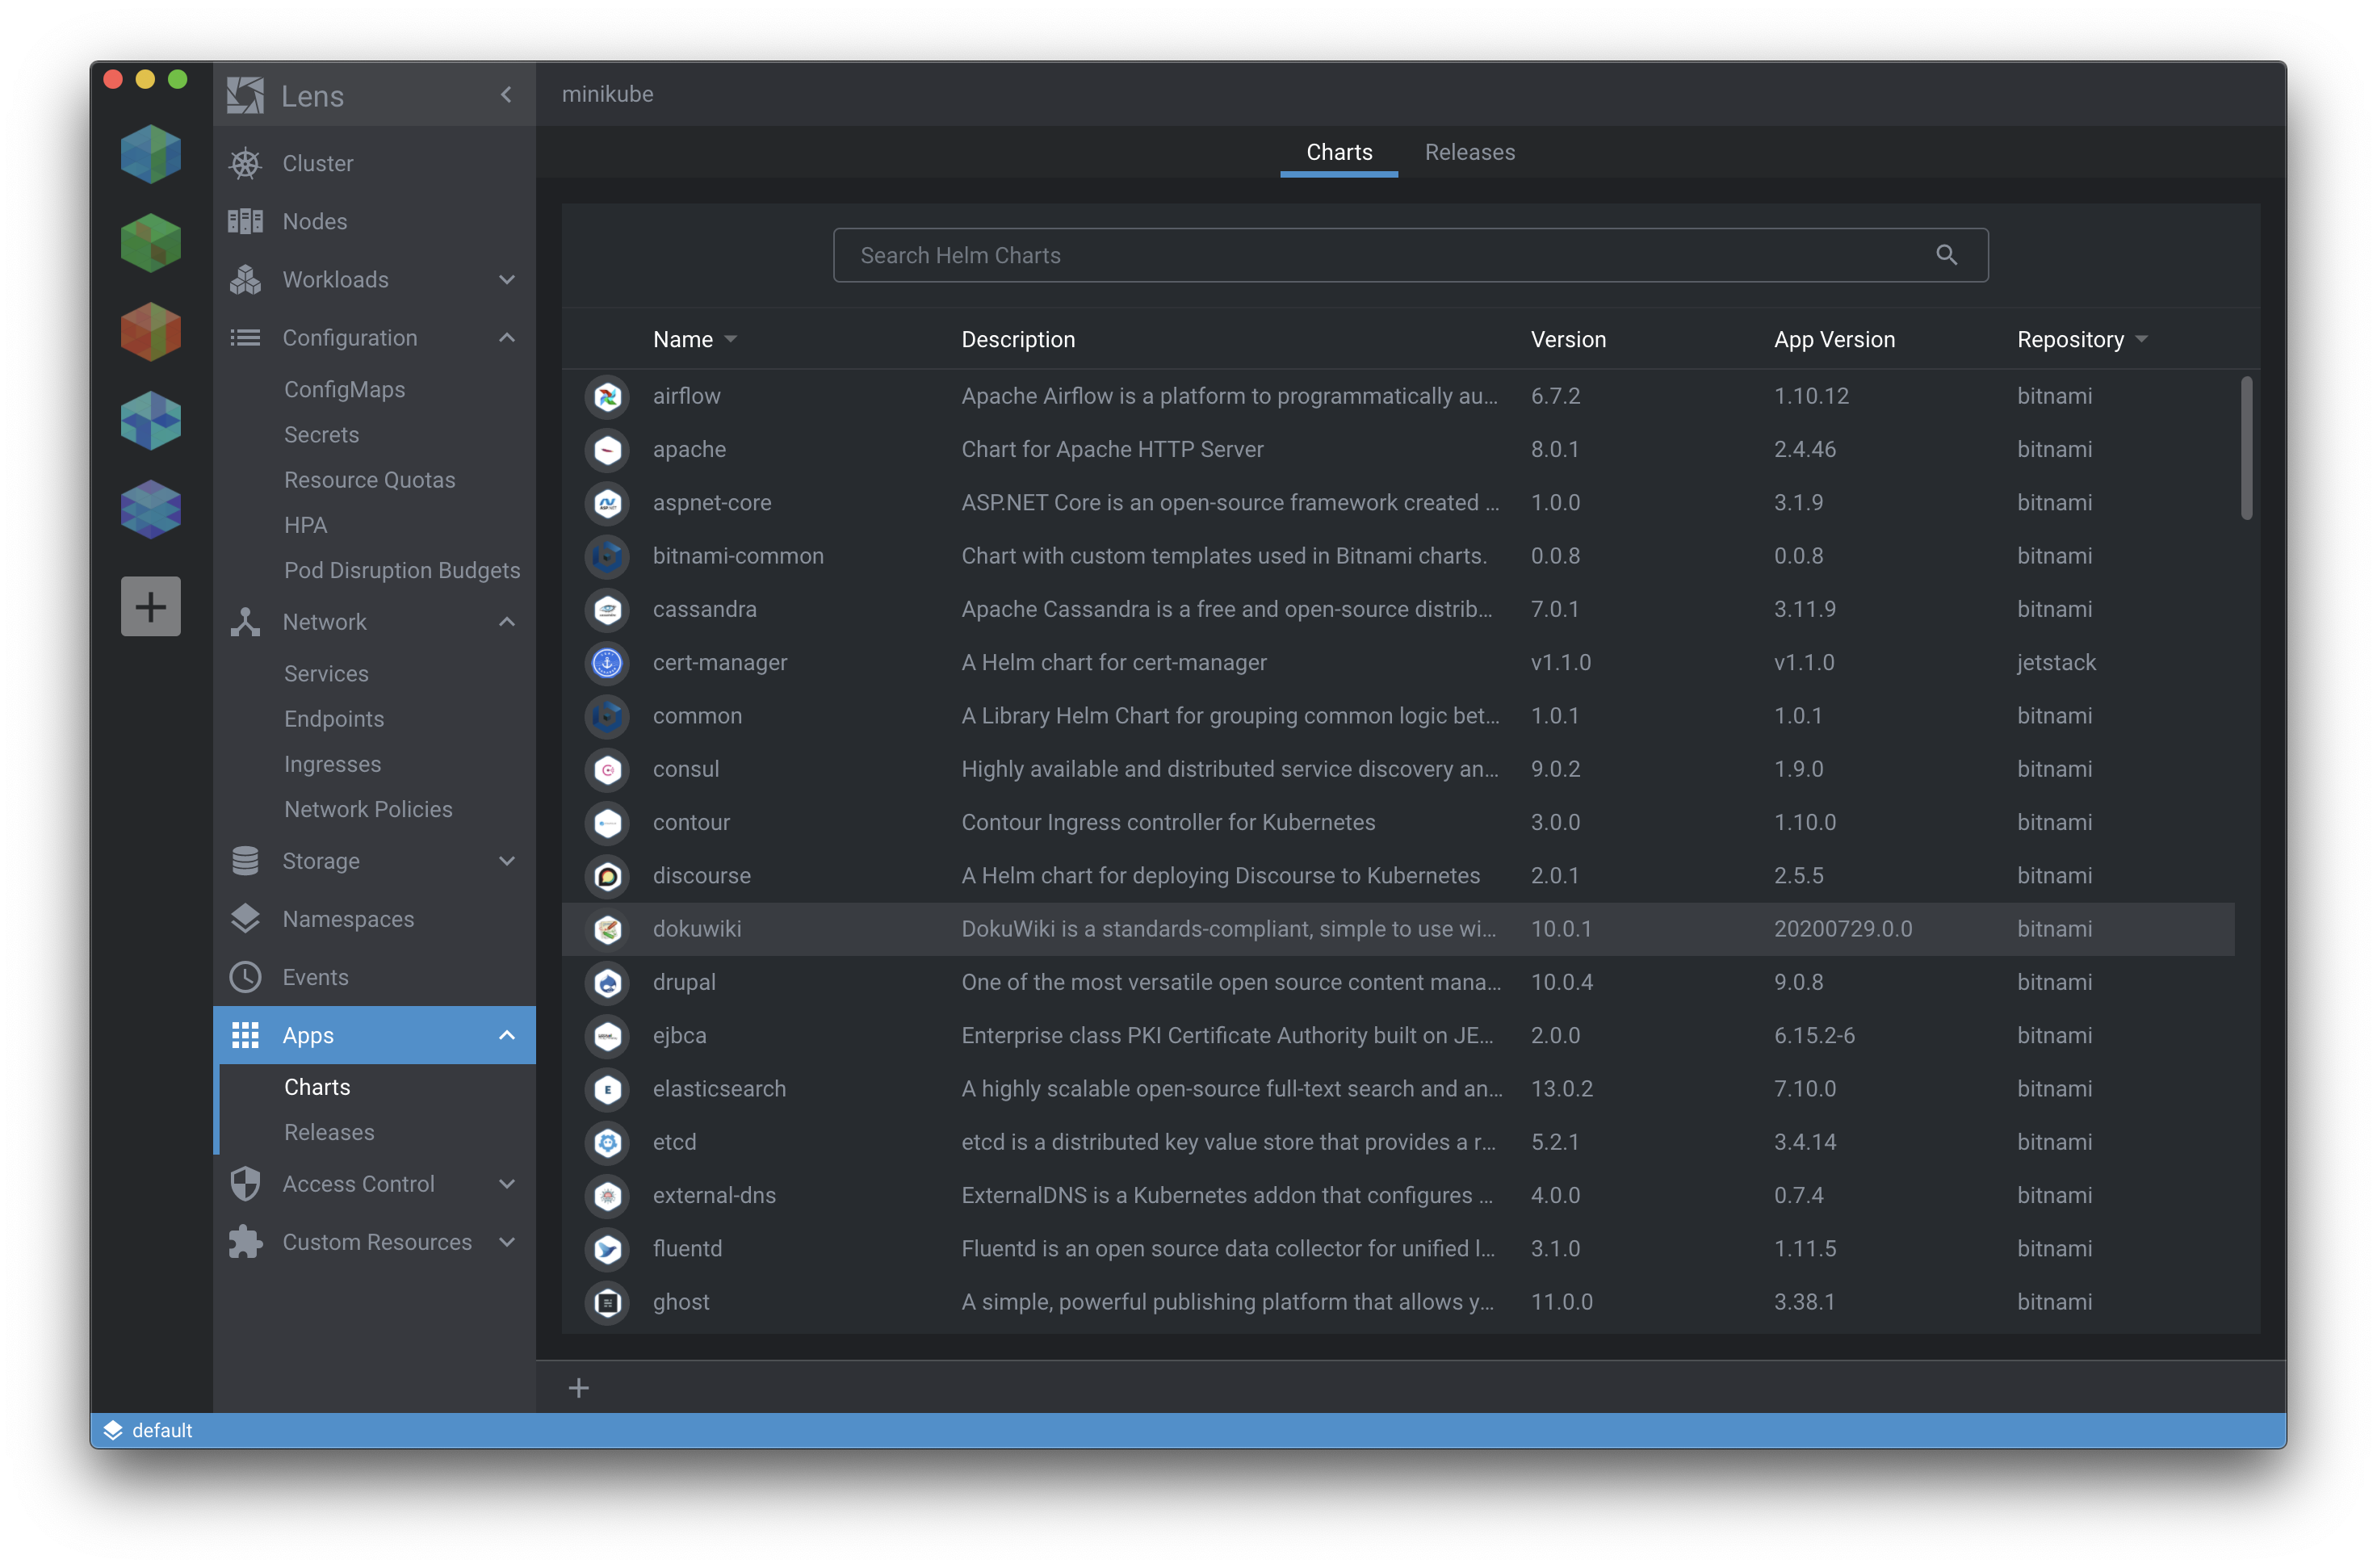 Lens
Cluster
Nodes
Workloads
Configuration
ConfigMaps
Secrets
Resource Quotas
HPA
Pod Disruption Budgets
Network
Services
Endpoints
Ingresses
Network Policies
Storage
Namespaces
Events
Apps
Charts
Releases
Access Control
Custom Resources
minikube
Charts Releases
Search Helm Charts
Name Description Version App Version Repository
airflow Apache Airflow is a platform to programmatically au... 6.7.2 1.10.12 bitnami
apache Chart for Apache HTTP Server 8.0.1 2.4.46 bitnami
aspnet-core ASP.NET Core is an open-source framework created ... 1.0.0 3.1.9 bitnami
bitnami-common Chart with custom templates used in Bitnami charts. 0.0.8 0.0.8 bitnami
cassandra Apache Cassandra is a free and open-source distrib... 7.0.1 3.11.9 bitnami
cert-manager A Helm chart for cert-manager v1.1.0 v1.1.0 jetstack
common A Library Helm Chart for grouping common logic bet... 1.0.1 1.0.1 bitnami
consul Highly available and distributed service discovery an... 9.0.2 1.9.0 bitnami
contour Contour Ingress controller for Kubernetes 3.0.0 1.10.0 bitnami
discourse A Helm chart for deploying Discourse to Kubernetes 2.0.1 2.5.5 bitnami
dokuwiki DokuWiki is a standards-compliant, simple to use wi... 10.0.1 20200729.0.0 bitnami
drupal One of the most versatile open source content mana... 10.0.4 9.0.8 bitnami
ejbca Enterprise class PKI Certificate Authority built on JE... 2.0.0 6.15.2-6 bitnami
elasticsearch A highly scalable open-source full-text search and an... 13.0.2 7.10.0 bitnami
etcd etcd is a distributed key value store that provides a r... 5.2.1 3.4.14 bitnami
external-dns ExternalDNS is a Kubernetes addon that configures ... 4.0.0 0.7.4 bitnami
fluentd Fluentd is an open source data collector for unified l... 3.1.0 1.11.5 bitnami
ghost A simple, powerful publishing platform that allows y... 11.0.0 3.38.1 bitnami
default